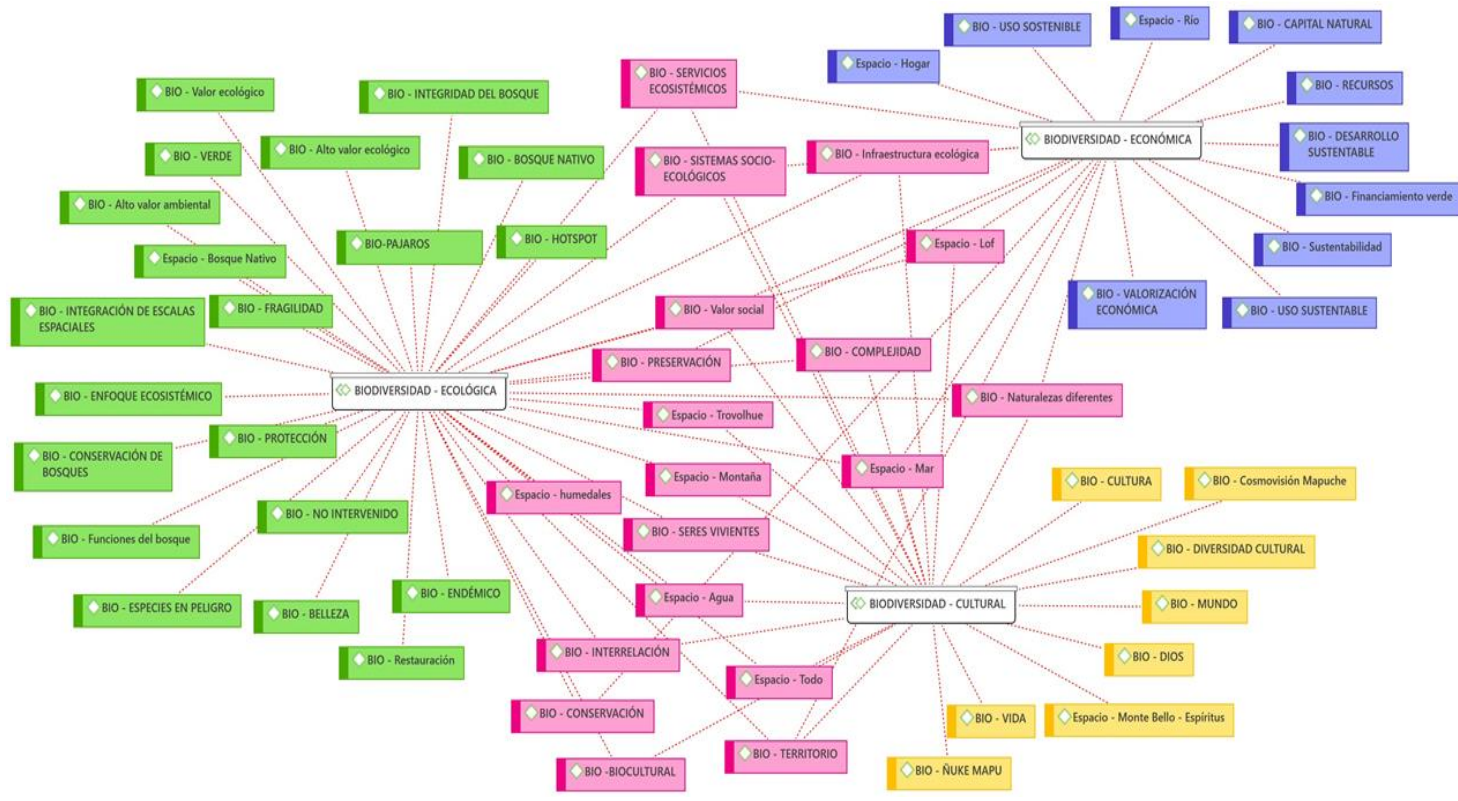 BIO - USO SOSTENIBLE
Espacio - Río
BIO - CAPITAL NATURAL
Espacio - Hogar
BIO - SERVICIOS
ECOSISTÉMICOS
BIO - RECURSOS
BIO - Valor ecológico
BIO - INTEGRIDAD DEL BOSQUE
BIODIVERSIDAD - ECONÓMICA
BIO - DESARROLLO
SUSTENTABLE
BIO - VERDE
BIO - Alto valor ecológico
BIO - BOSQUE NATIVO
BIO - SISTEMAS SOCIO-
ECOLÓGICOS
BIO - Infraestructura ecológica
BIO - Financiamiento verde
BIO - Alto valor ambiental
BIO-PAJAROS
BIO - HOTSPOT
Espacio - Lof
BIO - Sustentabilidad
Espacio - Bosque Nativo
BIO - INTEGRACIÓN DE ESCALAS
ESPACIALES
BIO - FRAGILIDAD
BIO - Valor social
BIO - VALORIZACIÓN
ECONÓMICA
BIO - USO SUSTENTABLE
BIO - PRESERVACIÓN
BIO - COMPLEJIDAD
BIODIVERSIDAD - ECOLÓGICA
BIO - ENFOQUE ECOSISTÉMICO
BIO - Naturalezas diferentes
Espacio - Trovolhue
BIO - PROTECCIÓN
BIO - CONSERVACIÓN DE
BOSQUES
Espacio - Montaña
Espacio - Mar
BIO - CULTURA
BIO - Cosmovisión Mapuche
Espacio - humedales
BIO - NO INTERVENIDO
BIO - SERES VIVIENTES
BIO - Funciones del bosque
BIO - DIVERSIDAD CULTURAL
BIO - ENDÉMICO
Espacio - Agua
BIODIVERSIDAD - CULTURAL
BIO - MUNDO
BIO - ESPECIES EN PELIGRO
BIO - BELLEZA
BIO - Restauración
BIO - INTERRELACIÓN
BIO - DIOS
Espacio - Todo
BIO - CONSERVACIÓN
BIO - VIDA
Espacio - Monte Bello - Espíritus
BIO -BIOCULTURAL
BIO - TERRITORIO
BIO - ÑUKE MAPU